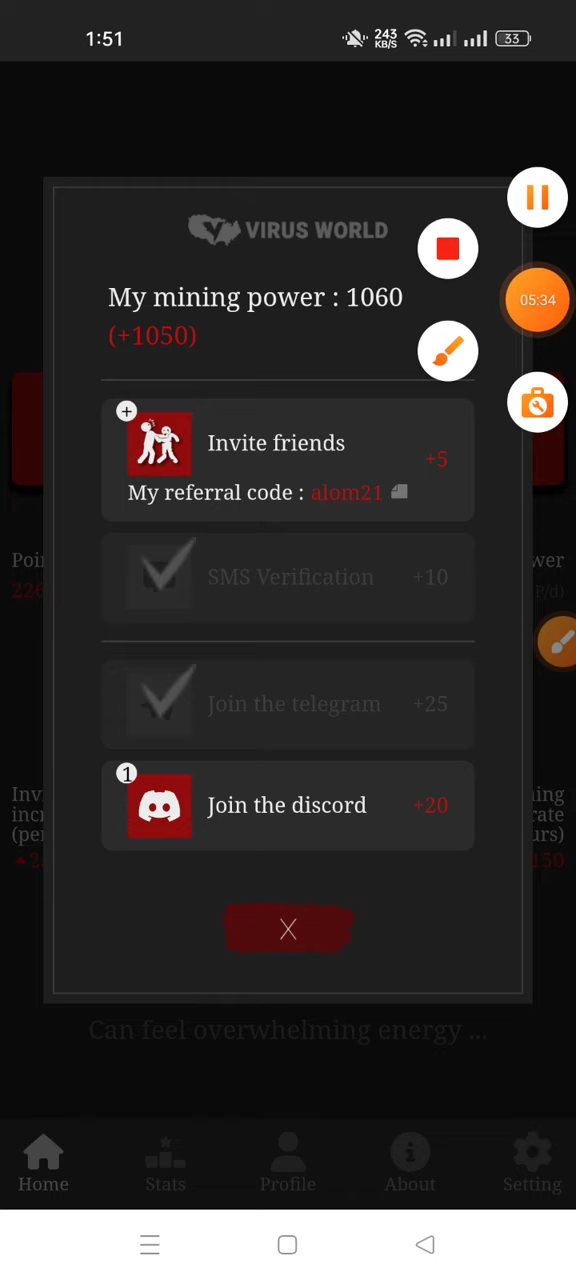 1:51
243
KB/S
33
VIRUS WORLD
My mining power : 1060
(+1050)
05:34
+
Invite friends
+5
My referral code : alom21
SMS Verification +10
Join the telegram +25
1
Join the discord +20
X
Can feel overwhelming energy ...
Home Stats Profile About Setting